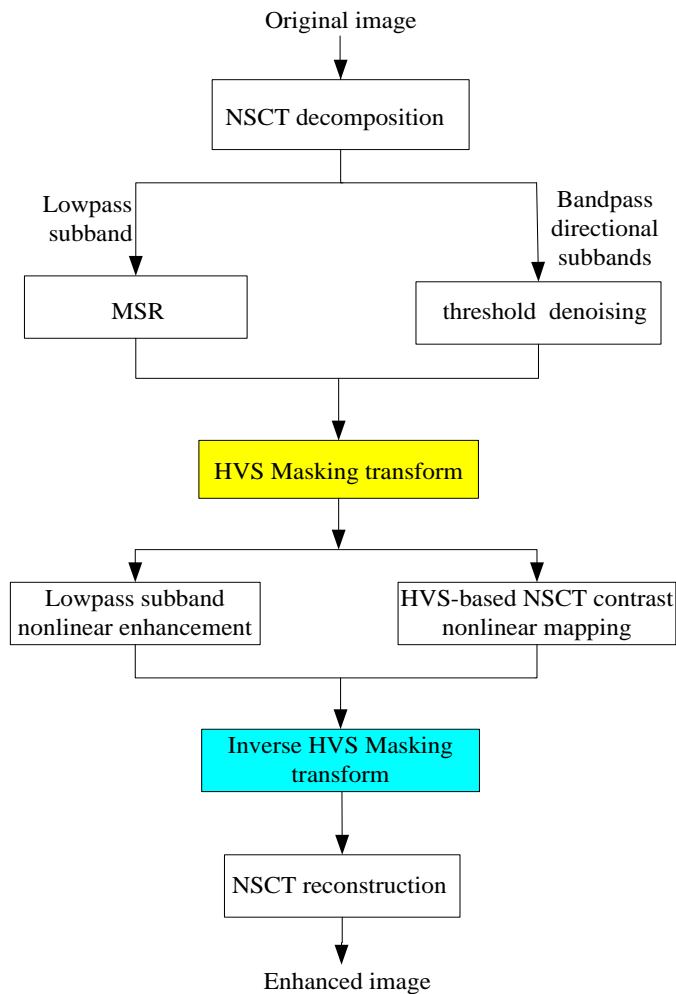 Original image
NSCT decomposition
Lowpass
subband
Bandpass
directional
subbands
MSR
threshold denoising
HVS Masking transform
Lowpass subband
nonlinear enhancement
HVS-based NSCT contrast
nonlinear mapping
Inverse HVS Masking
transform
NSCT reconstruction
Enhanced image